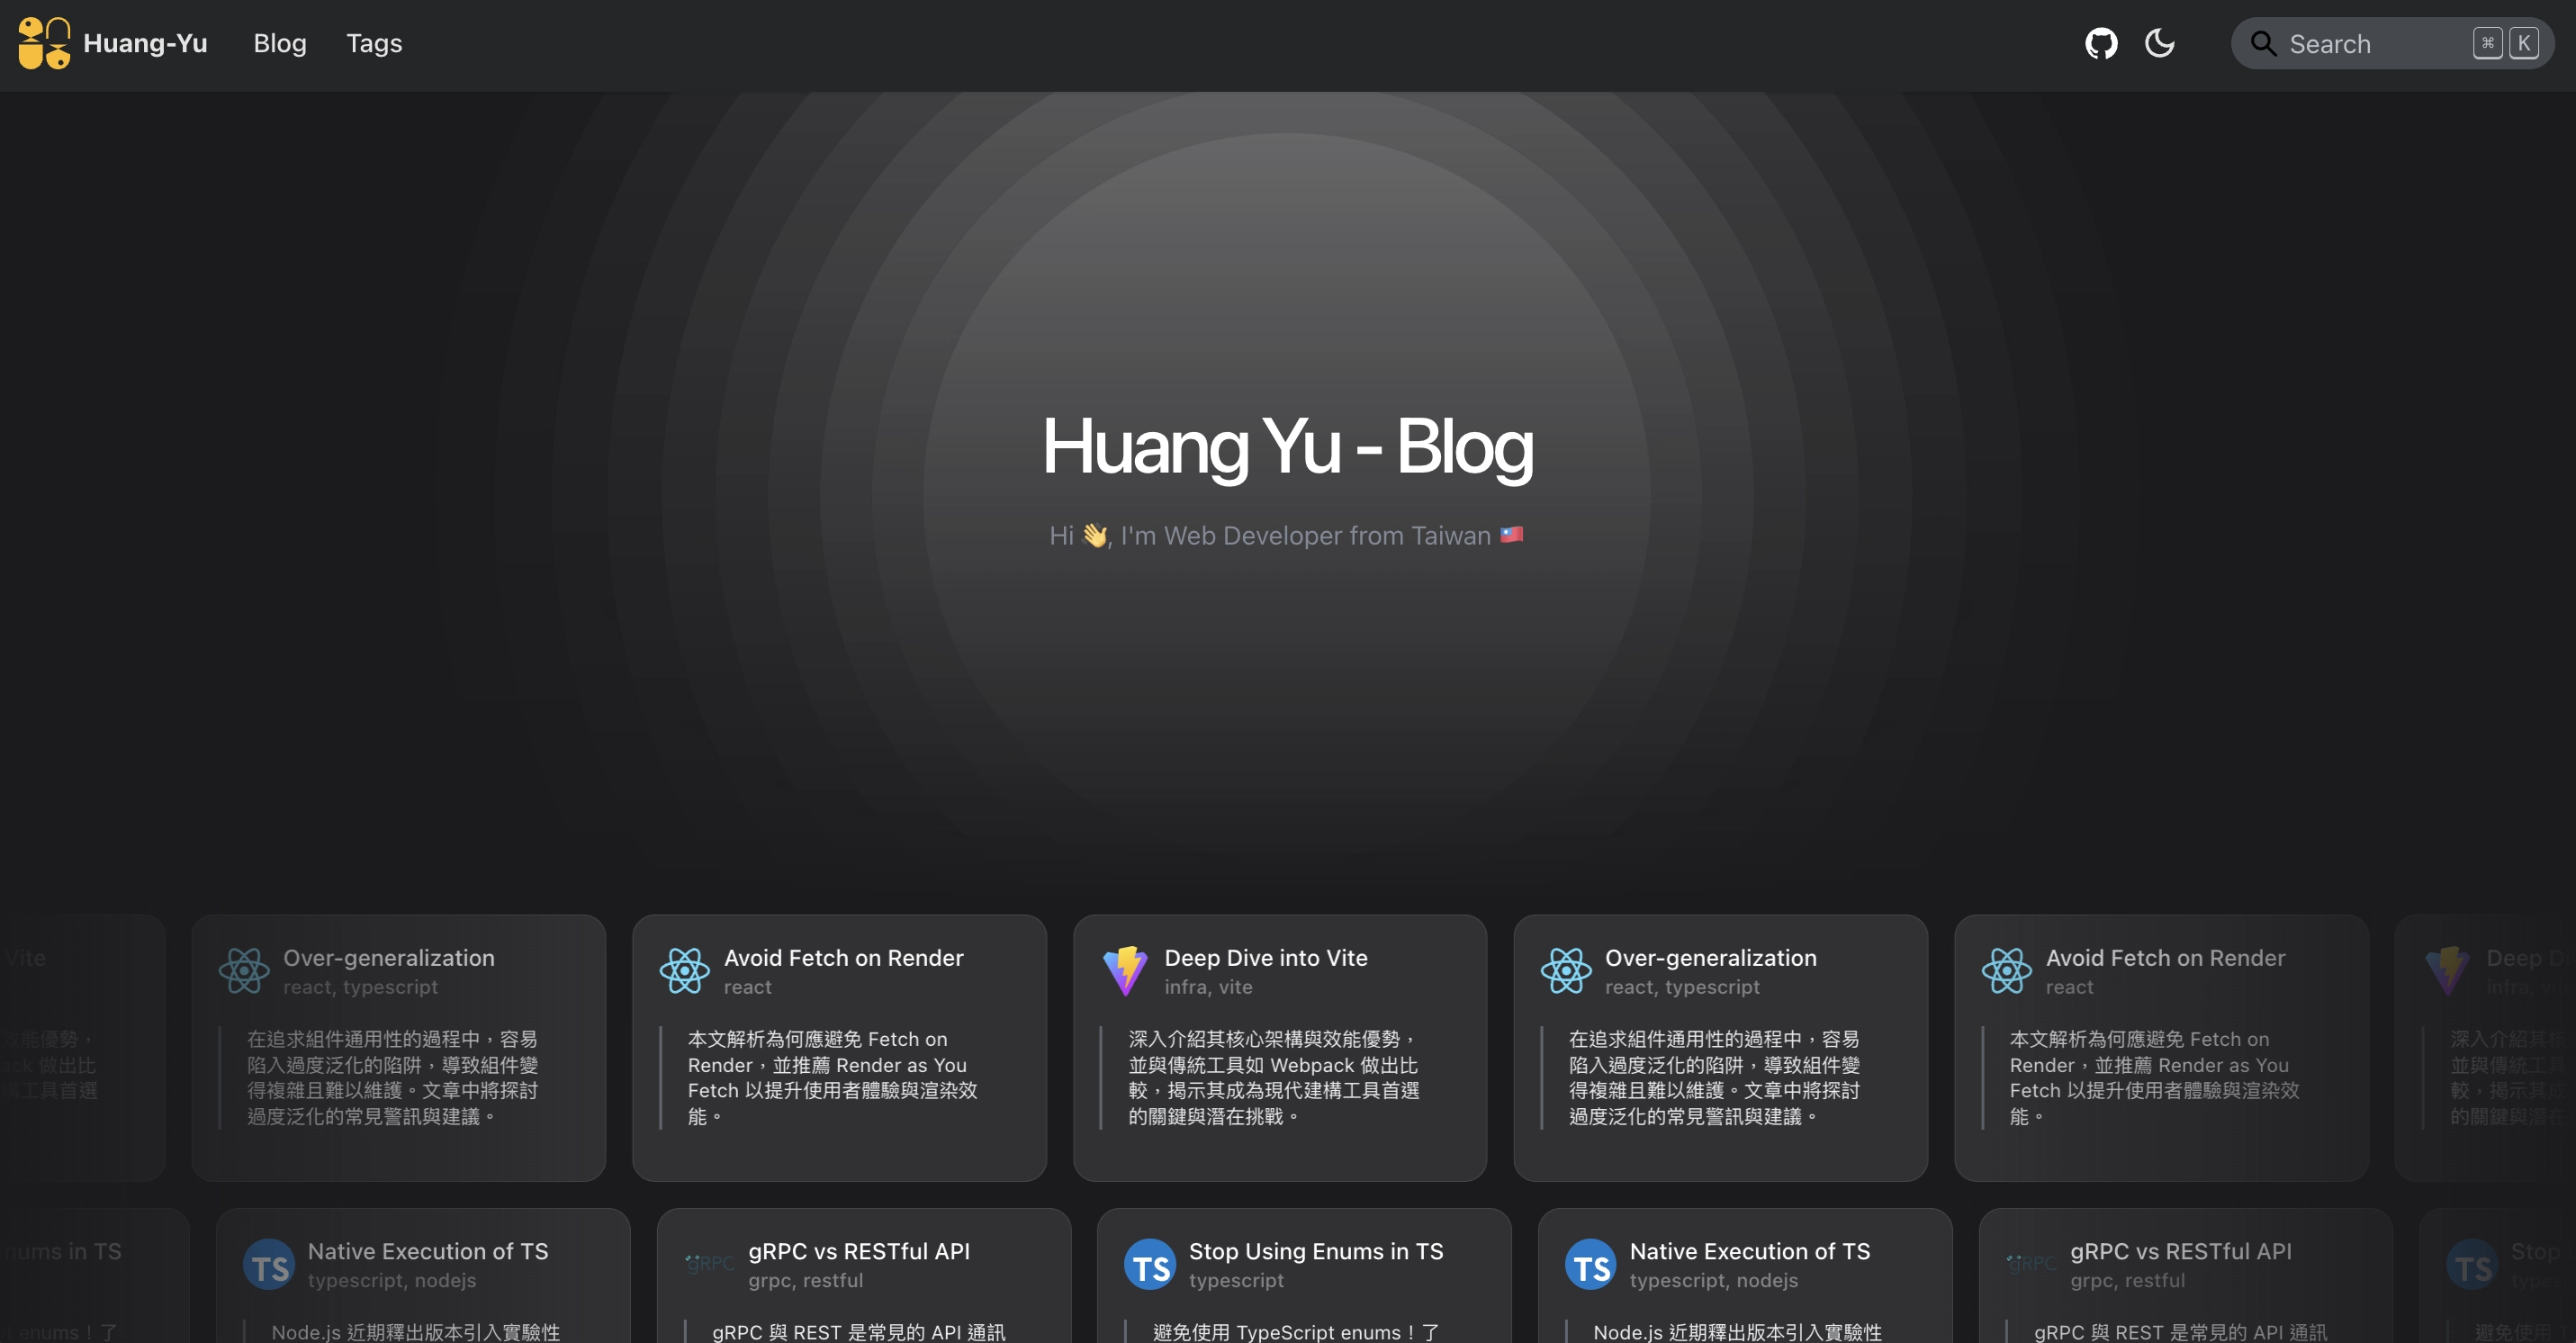 Huang-Yu
Blog
Tags
Search
⌘ K
Huang Yu - Blog
Hi 👋, I'm Web Developer from Taiwan 🇹🇼
Vite
效能優勢，
做出比
構工具首選
Over-generalization
react, typescript
在追求組件通用性的過程中，容易
陷入過度泛化的陷阱，導致組件變
得複雜且難以維護。文章中將探討
過度泛化的常見警訊與建議。
Avoid Fetch on Render
react
本文解析為何應避免 Fetch on
Render，並推薦 Render as You
Fetch 以提升使用者體驗與渲染效
能。
Deep Dive into Vite
infra, vite
深入介紹其核心架構與效能優勢，
並與傳統工具如 Webpack 做出比
較，揭示其成為現代建構工具首選
的關鍵與潛在挑戰。
Over-generalization
react, typescript
在追求組件通用性的過程中，容易
陷入過度泛化的陷阱，導致組件變
得複雜且難以維護。文章中將探討
過度泛化的常見警訊與建議。
Avoid Fetch on Render
react
本文解析為何應避免 Fetch on
Render，並推薦 Render as You
Fetch 以提升使用者體驗與渲染效
能。
Deep
infra,
深入介紹其核
並與傳統工具
較，揭示其成
的關鍵與潛在
in TS
enums！了
TS
Native Execution of TS
typescript, nodejs
Node.js 近期釋出版本引入實驗性
gRPC
gRPC vs RESTful API
grpc, restful
gRPC 與 REST 是常見的 API 通訊
TS
Stop Using Enums in TS
typescript
避免使用 TypeScript enums！了
TS
Native Execution of TS
typescript, nodejs
Node.js 近期釋出版本引入實驗性
gRPC
gRPC vs RESTful API
grpc, restful
gRPC 與 REST 是常見的 API 通訊
TS
Stop
避免使用